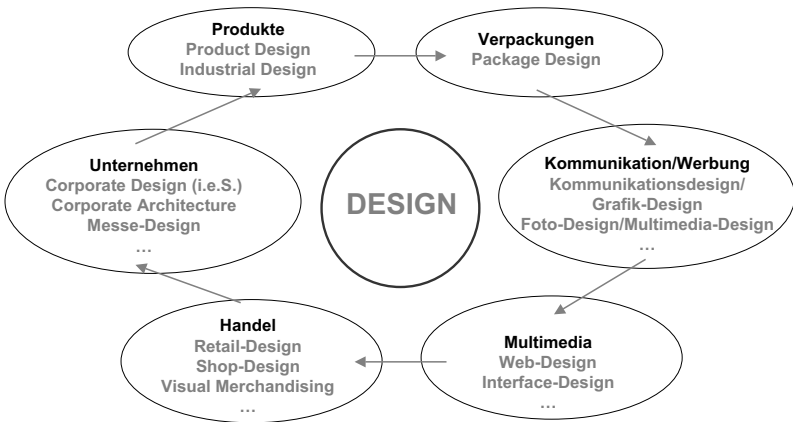 Produkte
Product Design
Industrial Design
Verpackungen
Package Design
Unternehmen
Corporate Design (i.e.S.)
Corporate Architecture
Messe-Design
…
DESIGN
Kommunikation/Werbung
Kommunikationsdesign/
Grafik-Design
Foto-Design/Multimedia-Design
…
Handel
Retail-Design
Shop-Design
Visual Merchandising
…
Multimedia
Web-Design
Interface-Design
…